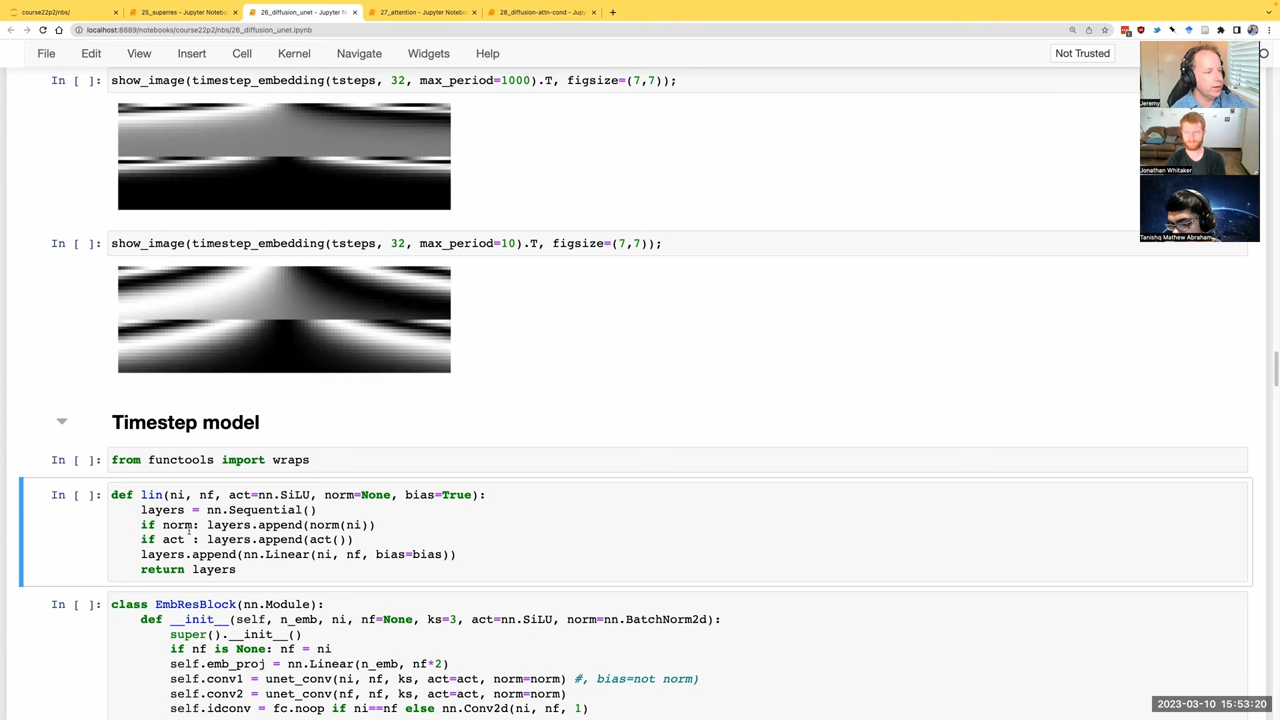 course22p2/nbs/
25_superres - Jupyter Noteb
26_diffusion_unet - Jupyter N
27_attention - Jupyter Notebo
28_diffusion-attn-cond - Jupy
localhost:8889/notebooks/course22p2/nbs/26_diffusion_unet.ipynb
File Edit View Insert Cell Kernel Navigate Widgets Help
Not Trusted
In [ ]: show_image(timestep_embedding(tsteps, 32, max_period=1000).T, figsize=(7,7));
Jeremy
Jonathan Whitaker
Tanishq Mathew Abraham
In [ ]: show_image(timestep_embedding(tsteps, 32, max_period=10).T, figsize=(7,7));
Timestep model
In [ ]: from functools import wraps
In [ ]: def lin(ni, nf, act=nn.SiLU, norm=None, bias=True):
layers = nn.Sequential()
if norm: layers.append(norm(ni))
if act : layers.append(act())
layers.append(nn.Linear(ni, nf, bias=bias))
return layers
In [ ]: class EmbResBlock(nn.Module):
def __init__(self, n_emb, ni, nf=None, ks=3, act=nn.SiLU, norm=nn.BatchNorm2d):
super().__init__()
if nf is None: nf = ni
self.emb_proj = nn.Linear(n_emb, nf*2)
self.conv1 = unet_conv(ni, nf, ks, act=act, norm=norm) #, bias=not norm)
self.conv2 = unet_conv(nf, nf, ks, act=act, norm=norm)
self.idconv = fc.noop if ni==nf else nn.Conv2d(ni, nf, 1)
2023-03-10 15:53:20